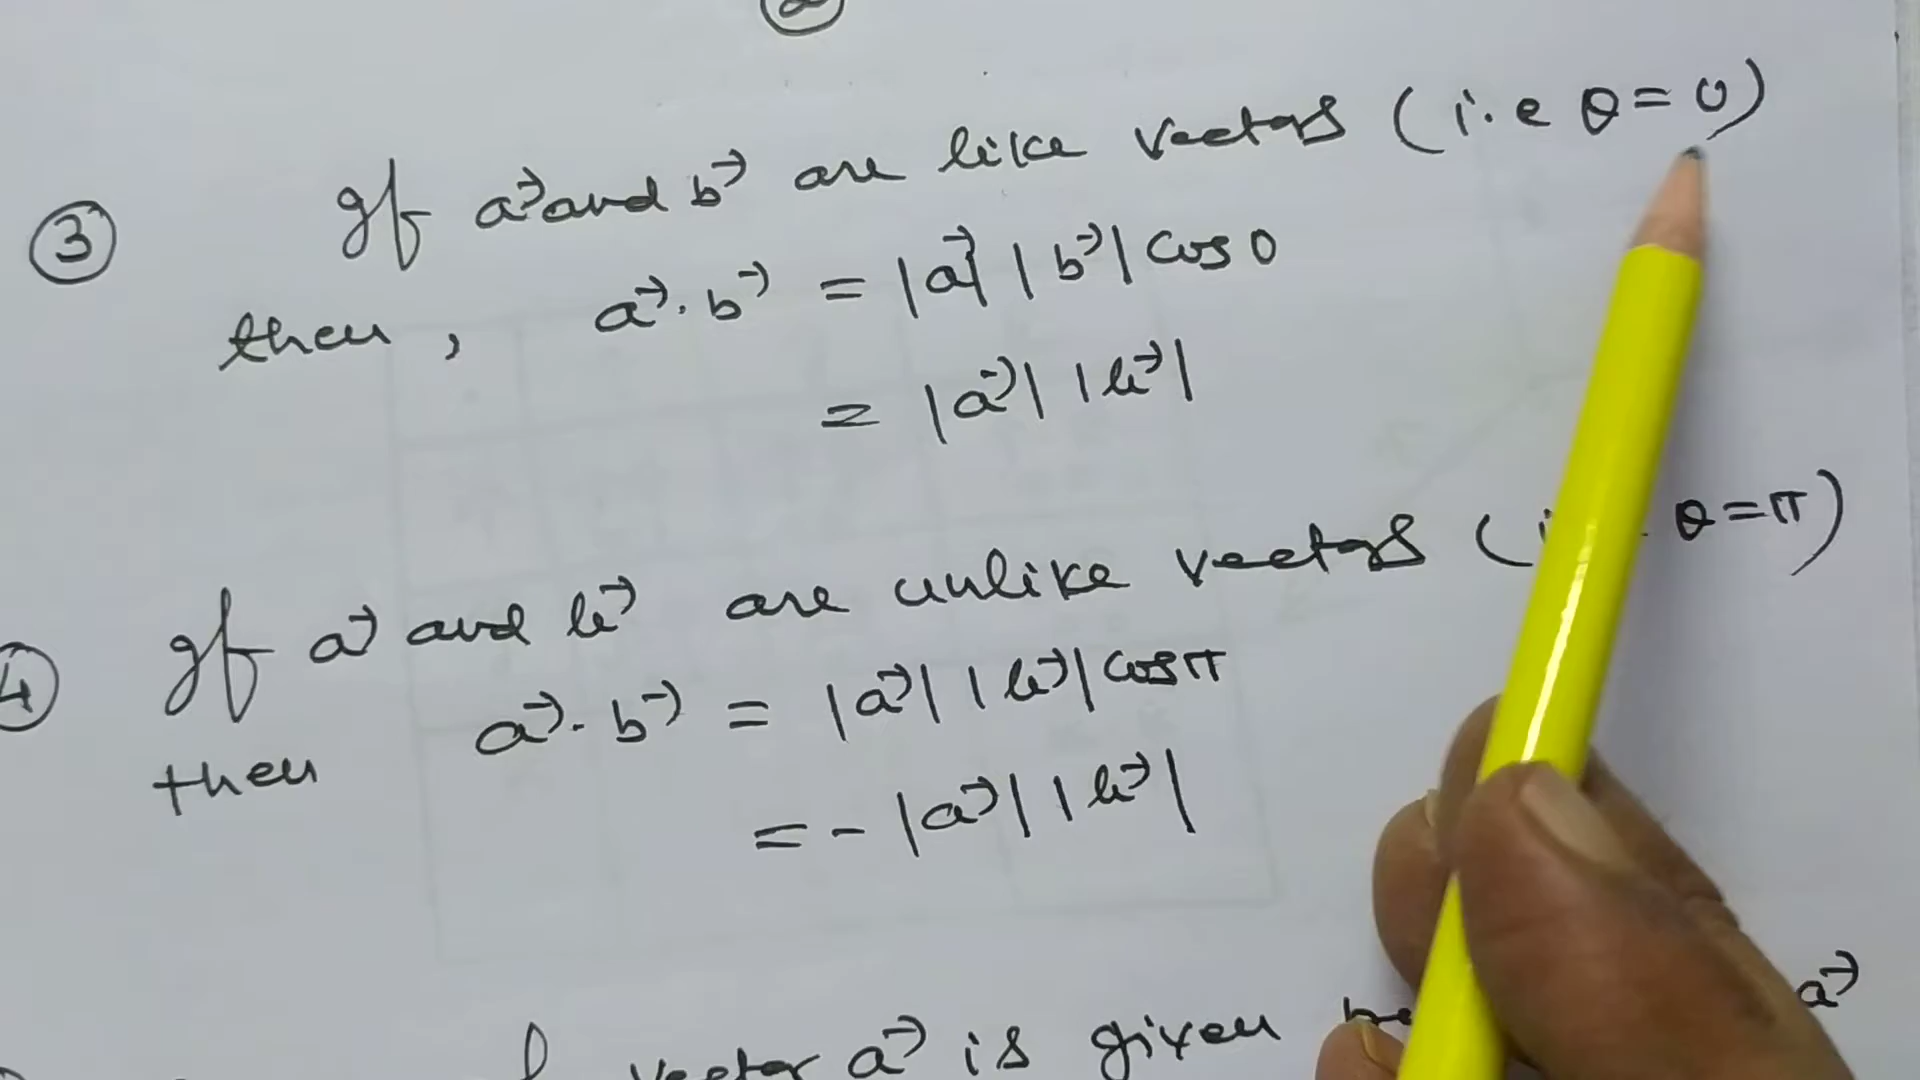 2
3 If a→ and b→ are like vectors (i.e θ = 0)
then, a→ . b→ = |a→| |b→| cos 0
= |a→| |b→|
4 If a→ and b→ are unlike vectors (i. θ = π)
then a→ . b→ = |a→| |b→| cos π
= - |a→| |b→|
vector a→ is given a→